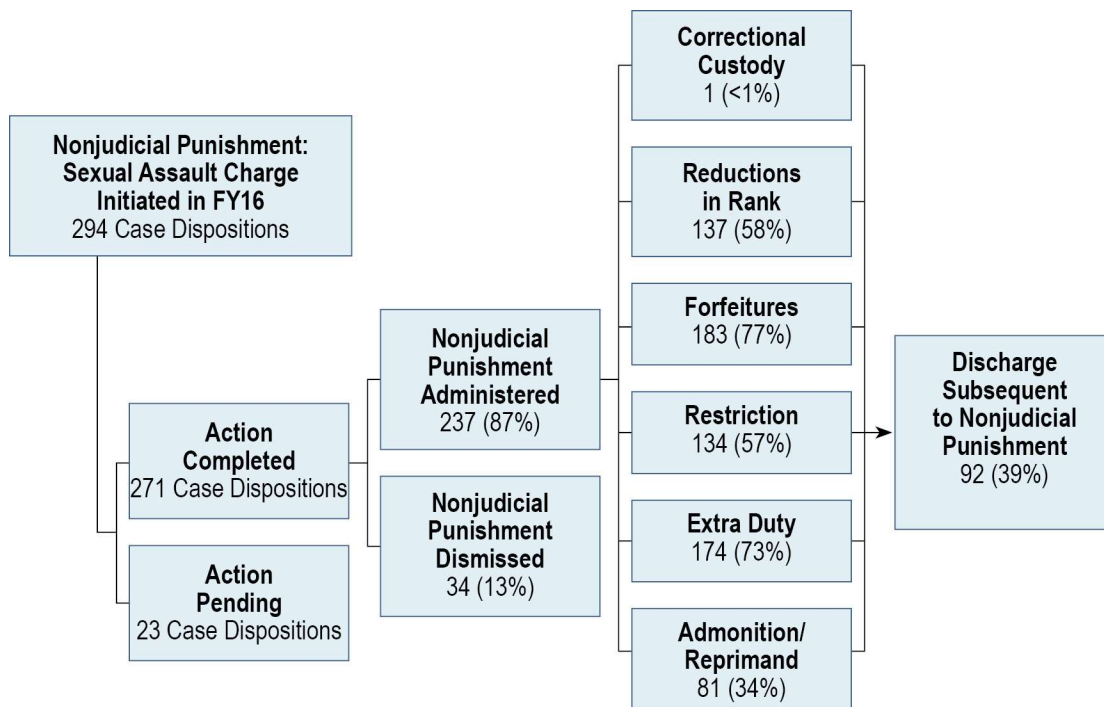 Nonjudicial Punishment:
Sexual Assault Charge
Initiated in FY16
294 Case Dispositions
Action
Completed
271 Case Dispositions
Action
Pending
23 Case Dispositions
Nonjudicial
Punishment
Administered
237 (87%)
Nonjudicial
Punishment
Dismissed
34 (13%)
Correctional
Custody
1 (<1%)
Reductions
in Rank
137 (58%)
Forfeitures
183 (77%)
Restriction
134 (57%)
Extra Duty
174 (73%)
Admonition/
Reprimand
81 (34%)
Discharge
Subsequent
to Nonjudicial
Punishment
92 (39%)